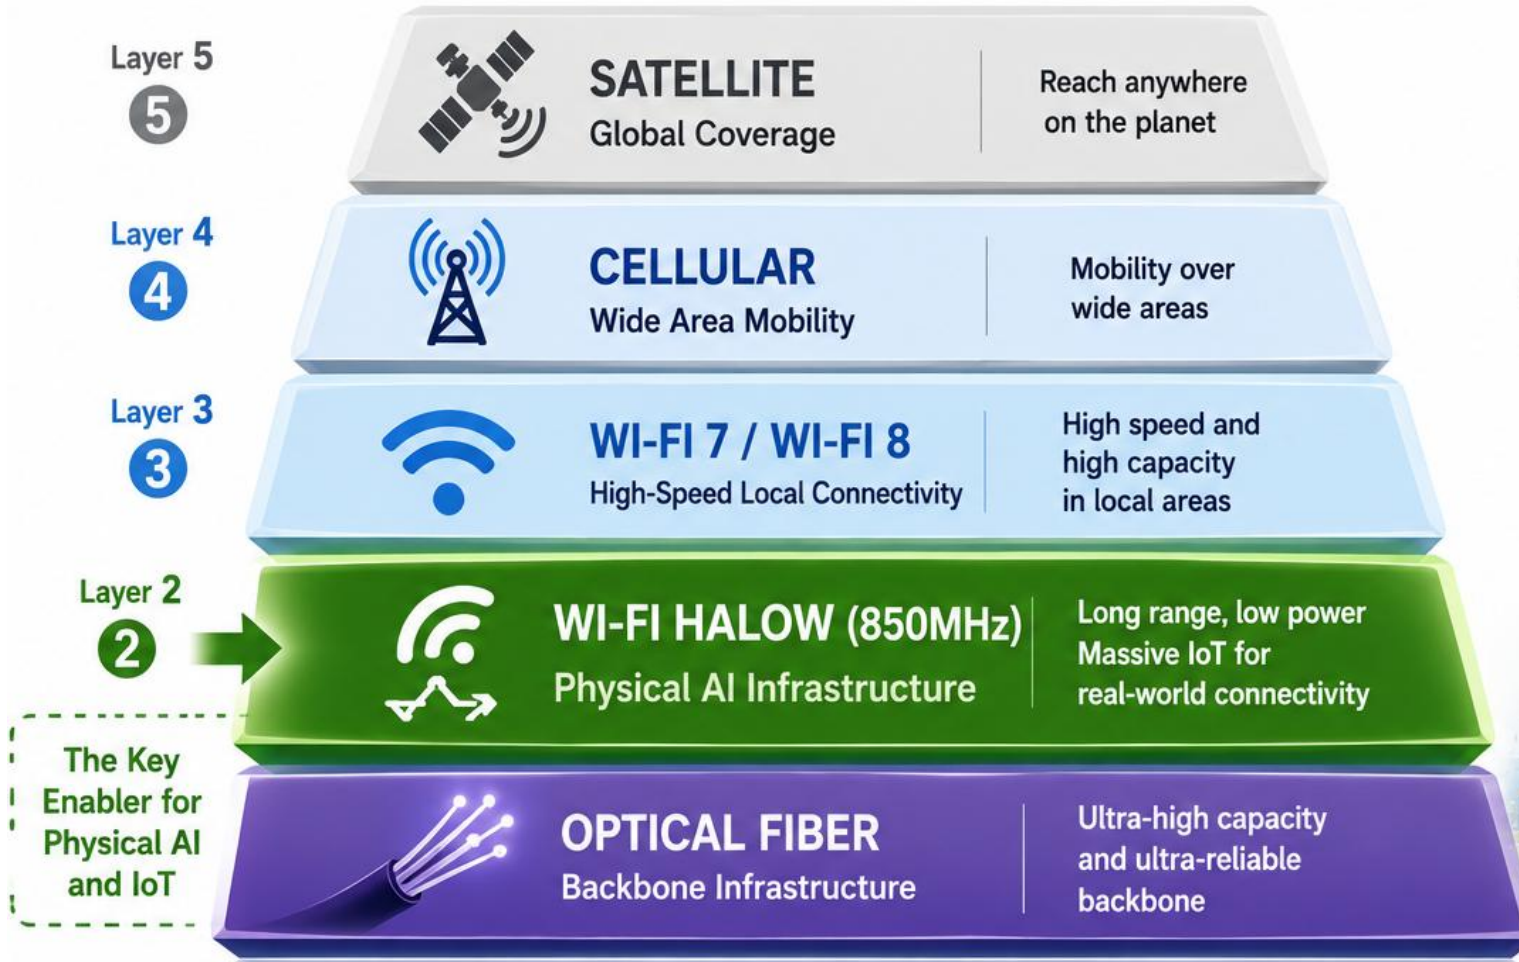 Layer 5
5
SATELLITE
Global Coverage
Reach anywhere
on the planet
Layer 4
4
CELLULAR
Wide Area Mobility
Mobility over
wide areas
Layer 3
3
WI-FI 7 / WI-FI 8
High-Speed Local Connectivity
High speed and
high capacity
in local areas
Layer 2
2
WI-FI HALOW (850MHz)
Physical AI Infrastructure
Long range, low power
Massive IoT for
real-world connectivity
The Key
Enabler for
Physical AI
and IoT
OPTICAL FIBER
Backbone Infrastructure
Ultra-high capacity
and ultra-reliable
backbone